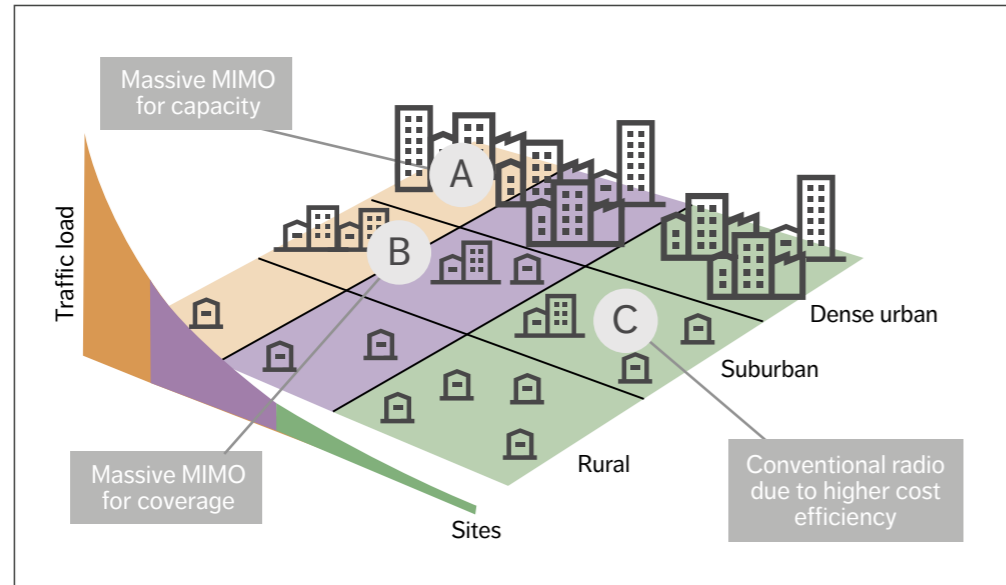 Massive MIMO
for capacity
A
B
C
Traffic load
Dense urban
Suburban
Rural
Sites
Massive MIMO
for coverage
Conventional radio
due to higher cost
efficiency